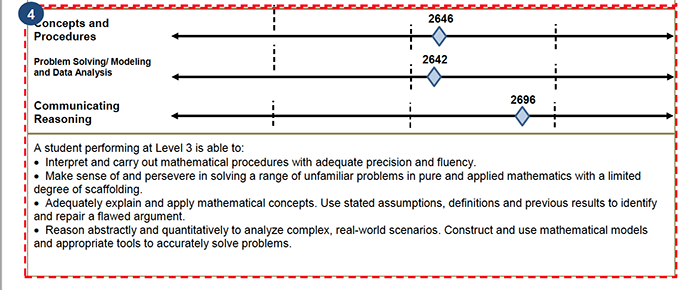 4
Concepts and
Procedures
2646
Problem Solving/ Modeling
and Data Analysis
2642
Communicating
Reasoning
2696
A student performing at Level 3 is able to:
• Interpret and carry out mathematical procedures with adequate precision and fluency.
• Make sense of and persevere in solving a range of unfamiliar problems in pure and applied mathematics with a limited
degree of scaffolding.
• Adequately explain and apply mathematical concepts. Use stated assumptions, definitions and previous results to identify
and repair a flawed argument.
• Reason abstractly and quantitatively to analyze complex, real-world scenarios. Construct and use mathematical models
and appropriate tools to accurately solve problems.